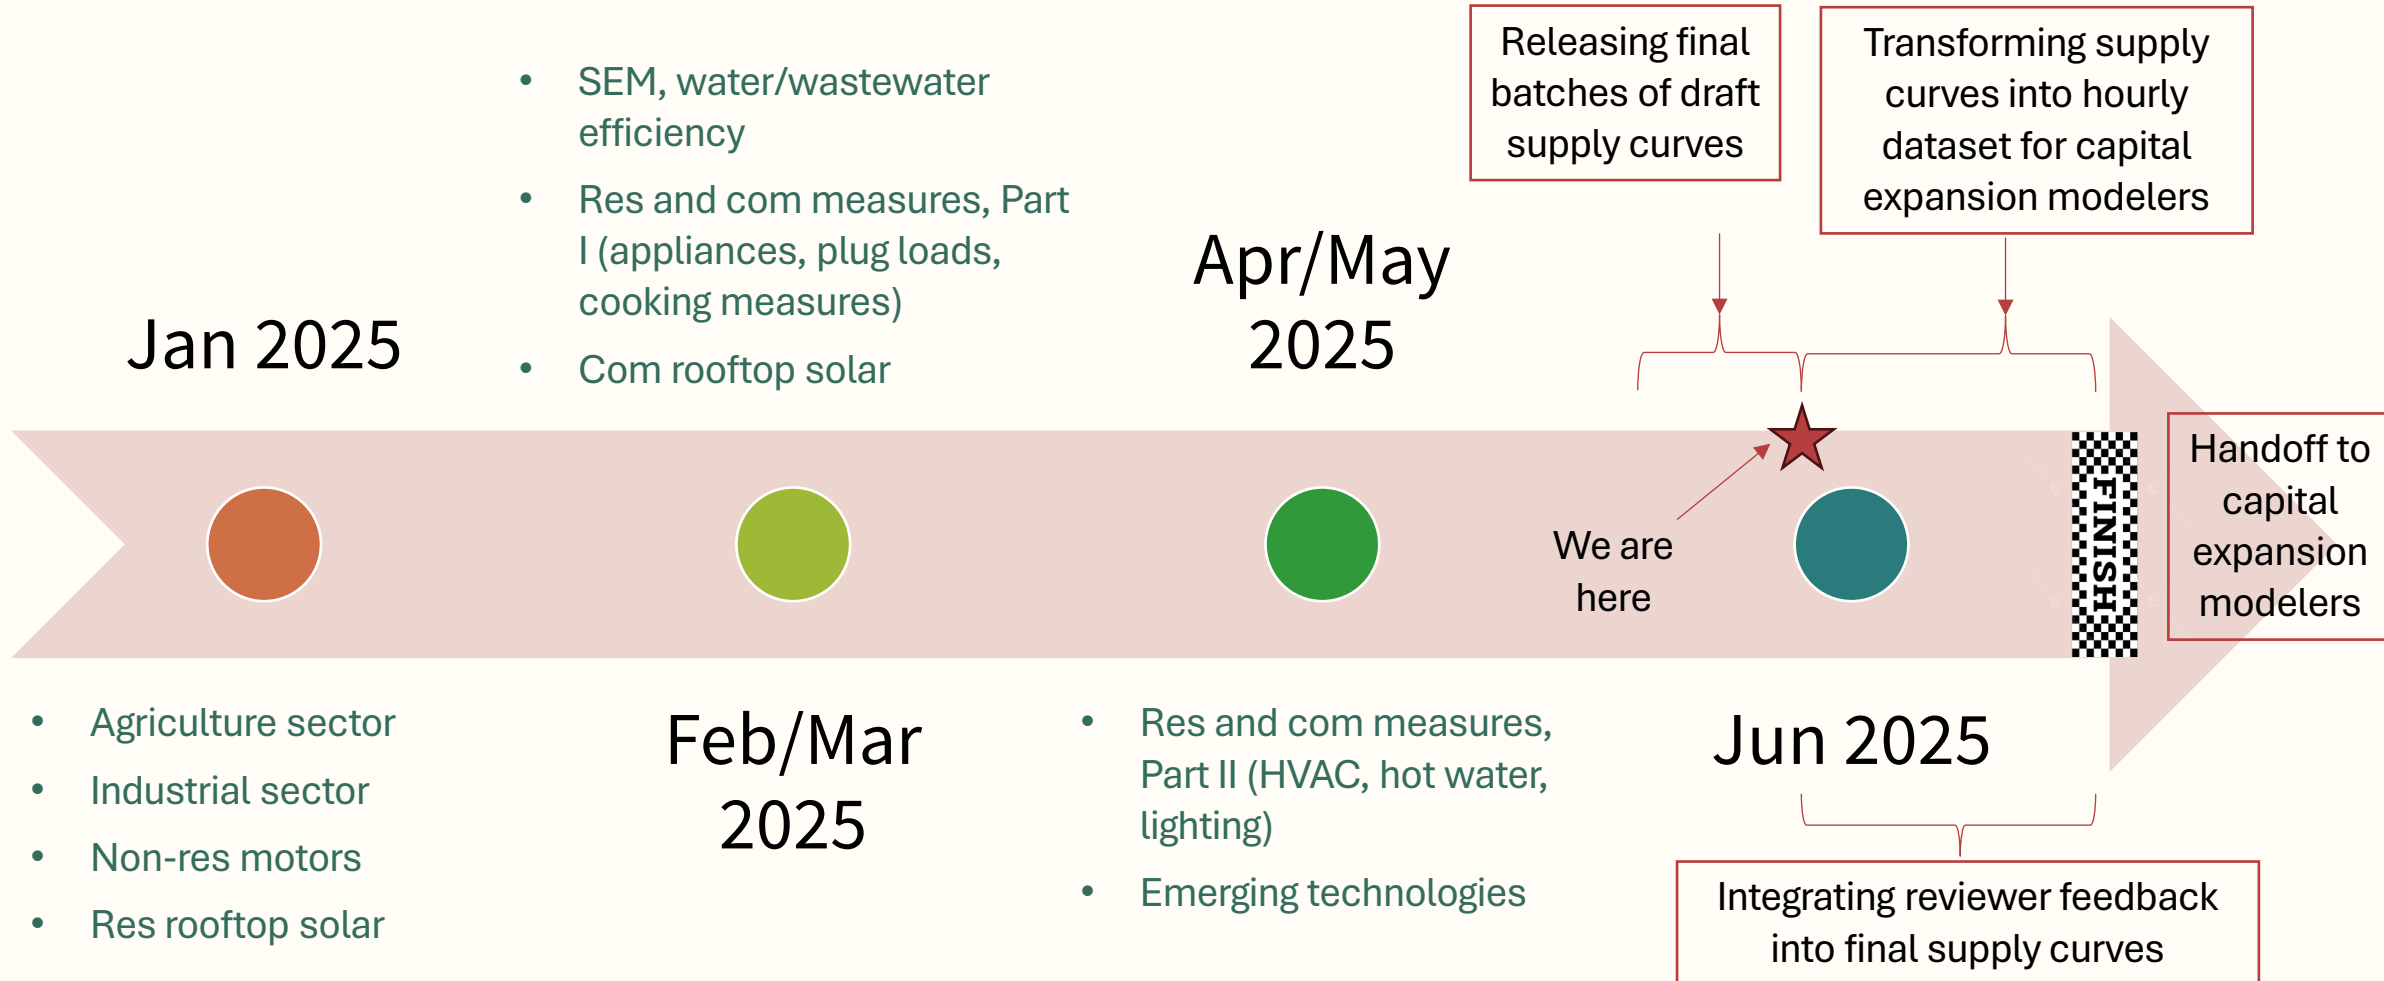 Jan 2025
• Agriculture sector
• Industrial sector
• Non-res motors
• Res rooftop solar
• SEM, water/wastewater
efficiency
• Res and com measures, Part
I (appliances, plug loads,
cooking measures)
• Com rooftop solar
Feb/Mar
2025
Apr/May
2025
• Res and com measures,
Part II (HVAC, hot water,
lighting)
• Emerging technologies
Releasing final
batches of draft
supply curves
We are
here
Transforming supply
curves into hourly
dataset for capital
expansion modelers
Jun 2025
Integrating reviewer feedback
into final supply curves
FINISH
Handoff to
capital
expansion
modelers